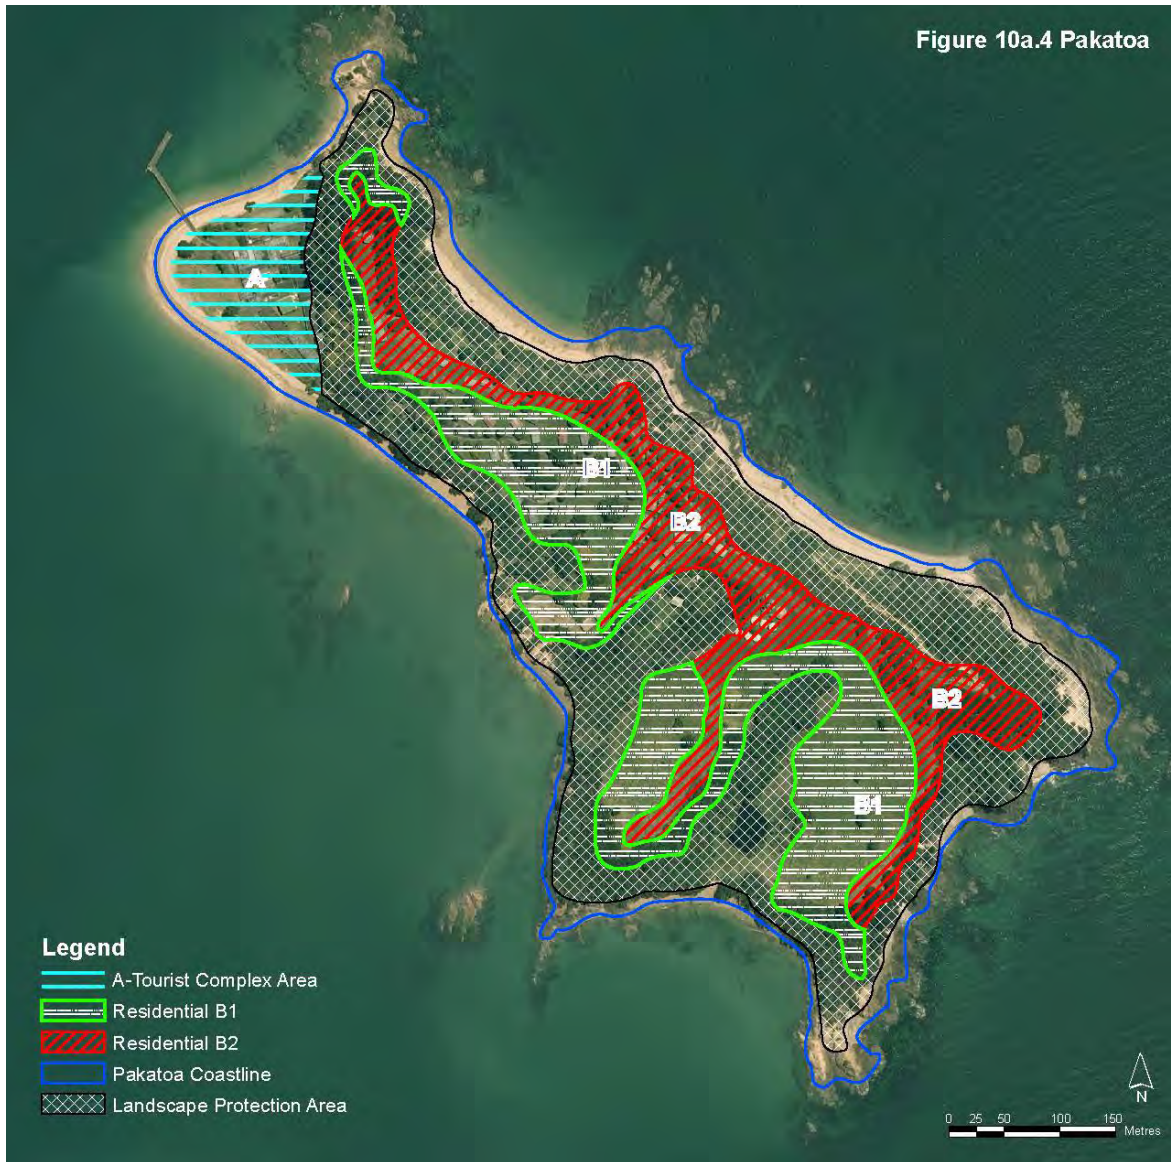 Figure 10a.4 Pakatoa
A
B1
B2
B2
B1
Legend
A-Tourist Complex Area
Residential B1
Residential B2
Pakatoa Coastline
Landscape Protection Area
N
0 25 50 100 150
Metres